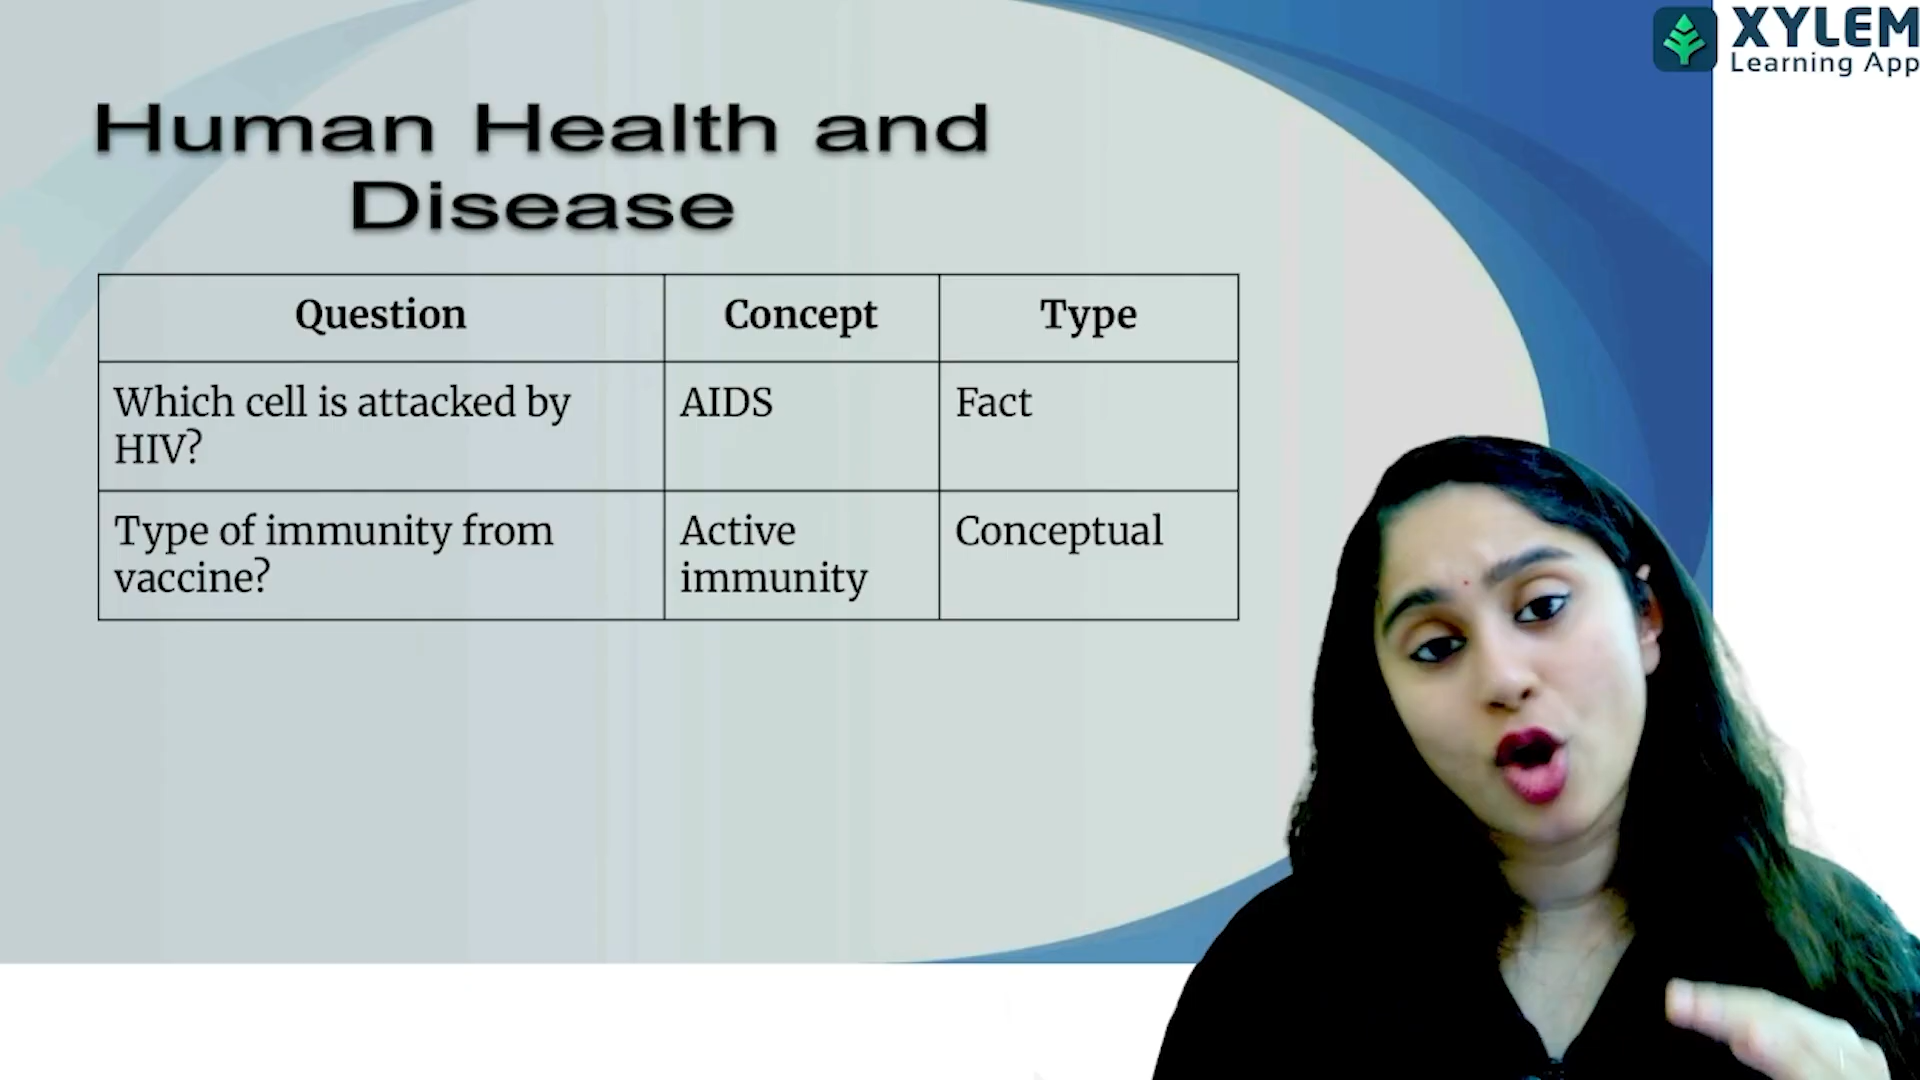 XYLEM
Learning App
Human Health and
Disease
Question
Concept
Type
Which cell is attacked by
HIV?
AIDS
Fact
Type of immunity from
vaccine?
Active
immunity
Conceptual